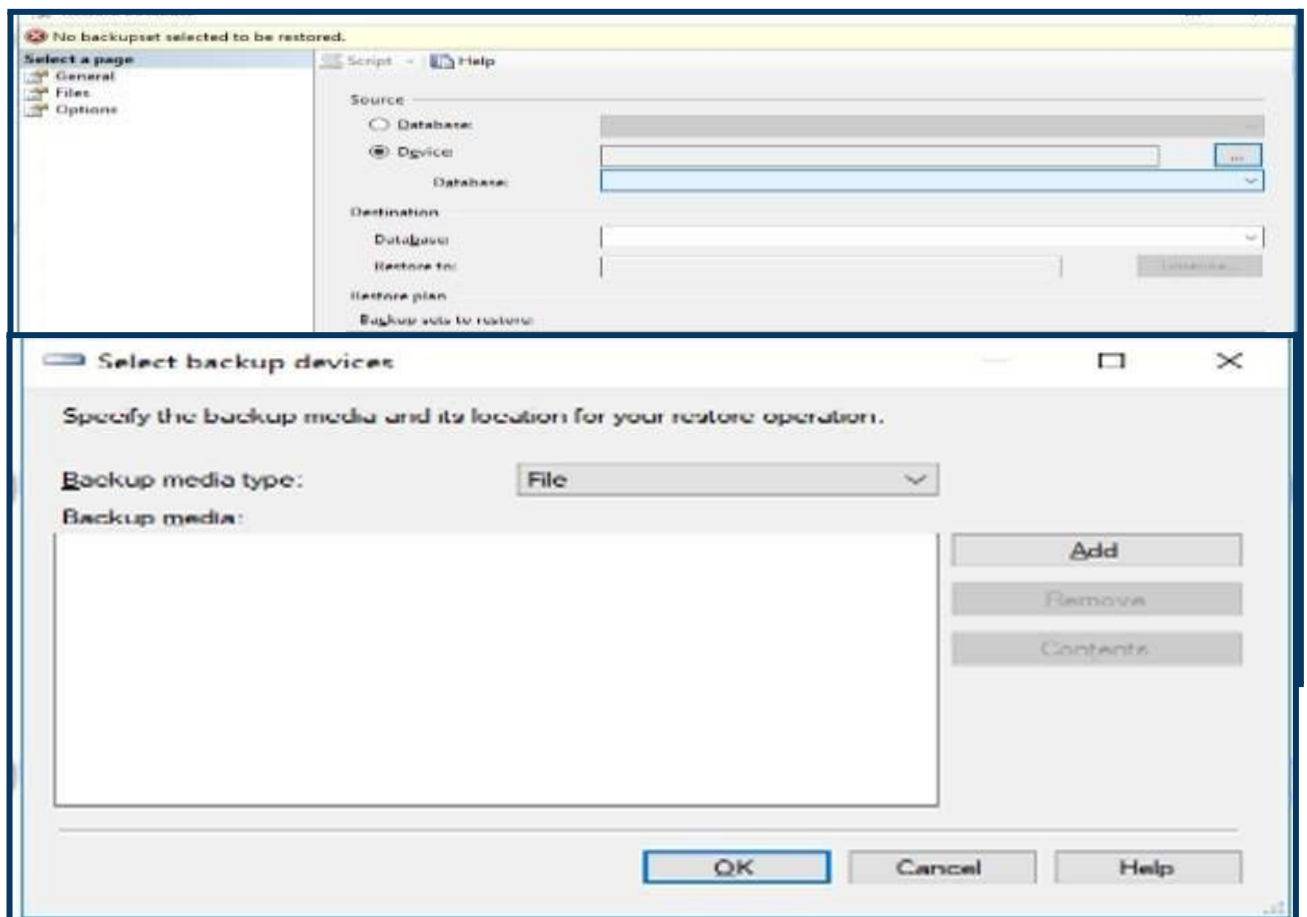 No backupset selected to be restored.
Select a page
General
Files
Options
Script
Help
Source
Database:
Device:
...
Database:
Destination
Database:
Restore to:
Restore plan
Backup sets to restore:
Select backup devices
Specify the backup media and its location for your restore operation.
Backup media type:
File
Backup media:
Add
Remove
Contents
OK
Cancel
Help